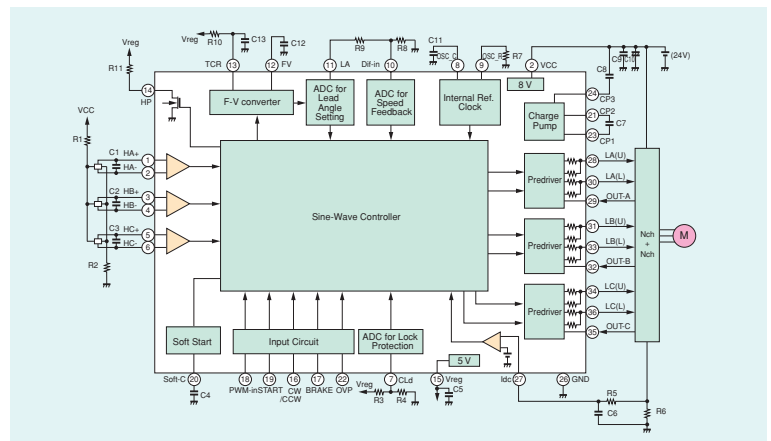 C11
C12
C13
Vreg
R10
R9
R8
OSC_C
OSC_R
R7
R11
TCR
13
12
FV
11
LA
Dif-in
10
8
9
2
VCC
C9
C10
(24V)
14
HP
F-V converter
ADC for
Lead
Angle
Setting
ADC for
Speed
Feedback
Internal Ref.
Clock
8 V
C8
24
CP3
VCC
Charge
Pump
21
CP2
C7
23
CP1
R1
C1
HA+
1
HA-
2
C2
HB+
3
HB-
4
C3
HC+
5
HC-
6
R2
Sine-Wave Controller
Predriver
28
LA(U)
30
LA(L)
29
OUT-A
Predriver
31
LB(U)
33
LB(L)
32
OUT-B
Predriver
34
LC(U)
36
LC(L)
35
OUT-C
Nch
+
Nch
M
Soft Start
Input Circuit
ADC for Lock
Protection
5 V
Soft-C
20
C4
18
19
16
17
22
PWM-in
START
CW
/CCW
BRAKE
OVP
7
CLd
Vreg
R3
R4
15
Vreg
C5
Idc
27
26
GND
R5
C6
R6